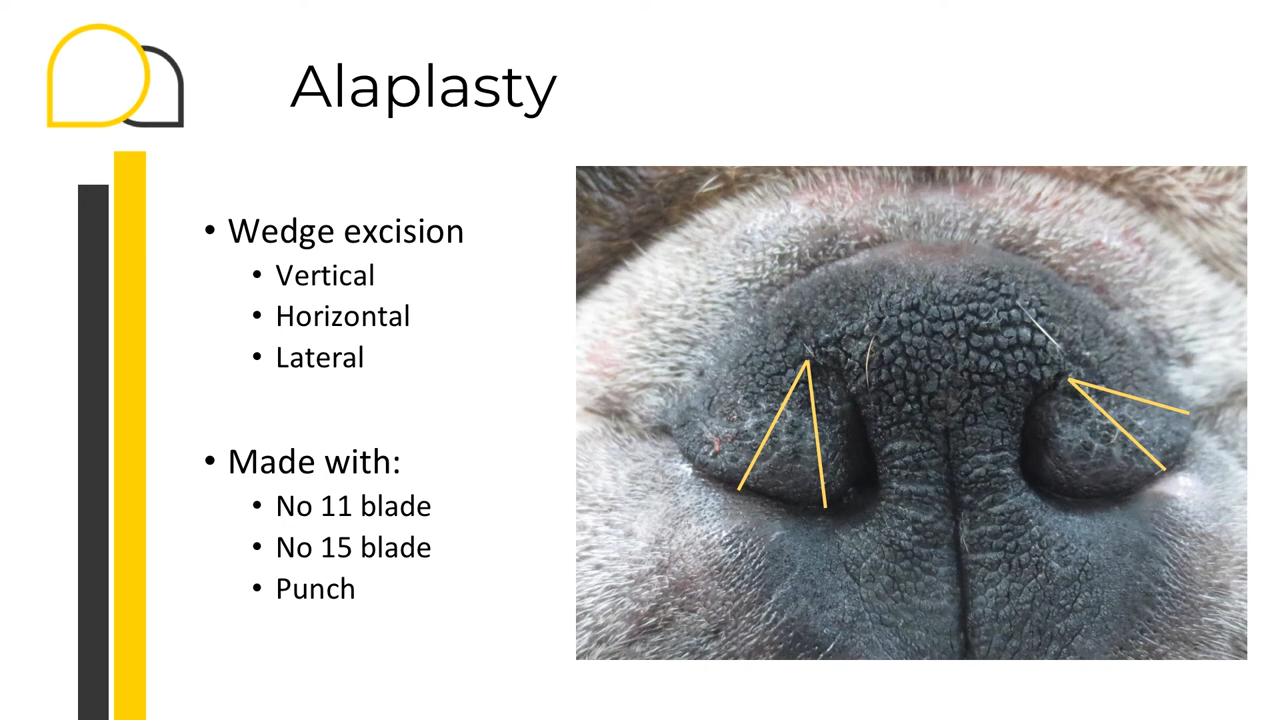 Alaplasty
• Wedge excision
• Vertical
• Horizontal
• Lateral
• Made with:
• No 11 blade
• No 15 blade
• Punch